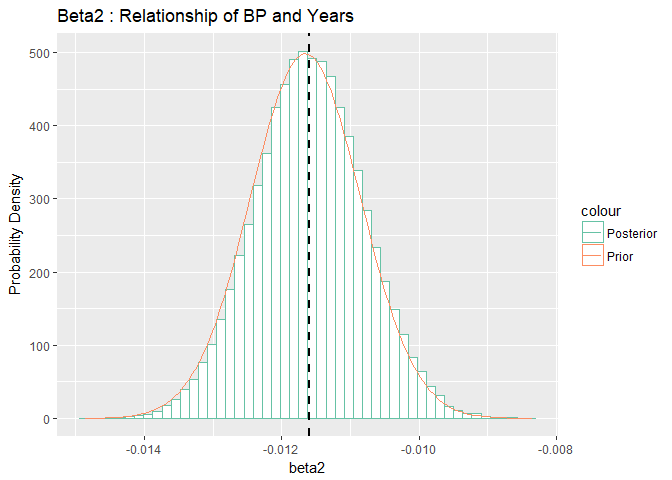 Beta2 : Relationship of BP and Years
Probability Density
500
400
300
200
100
0
-0.014
-0.012
-0.010
-0.008
beta2
colour
Posterior
Prior